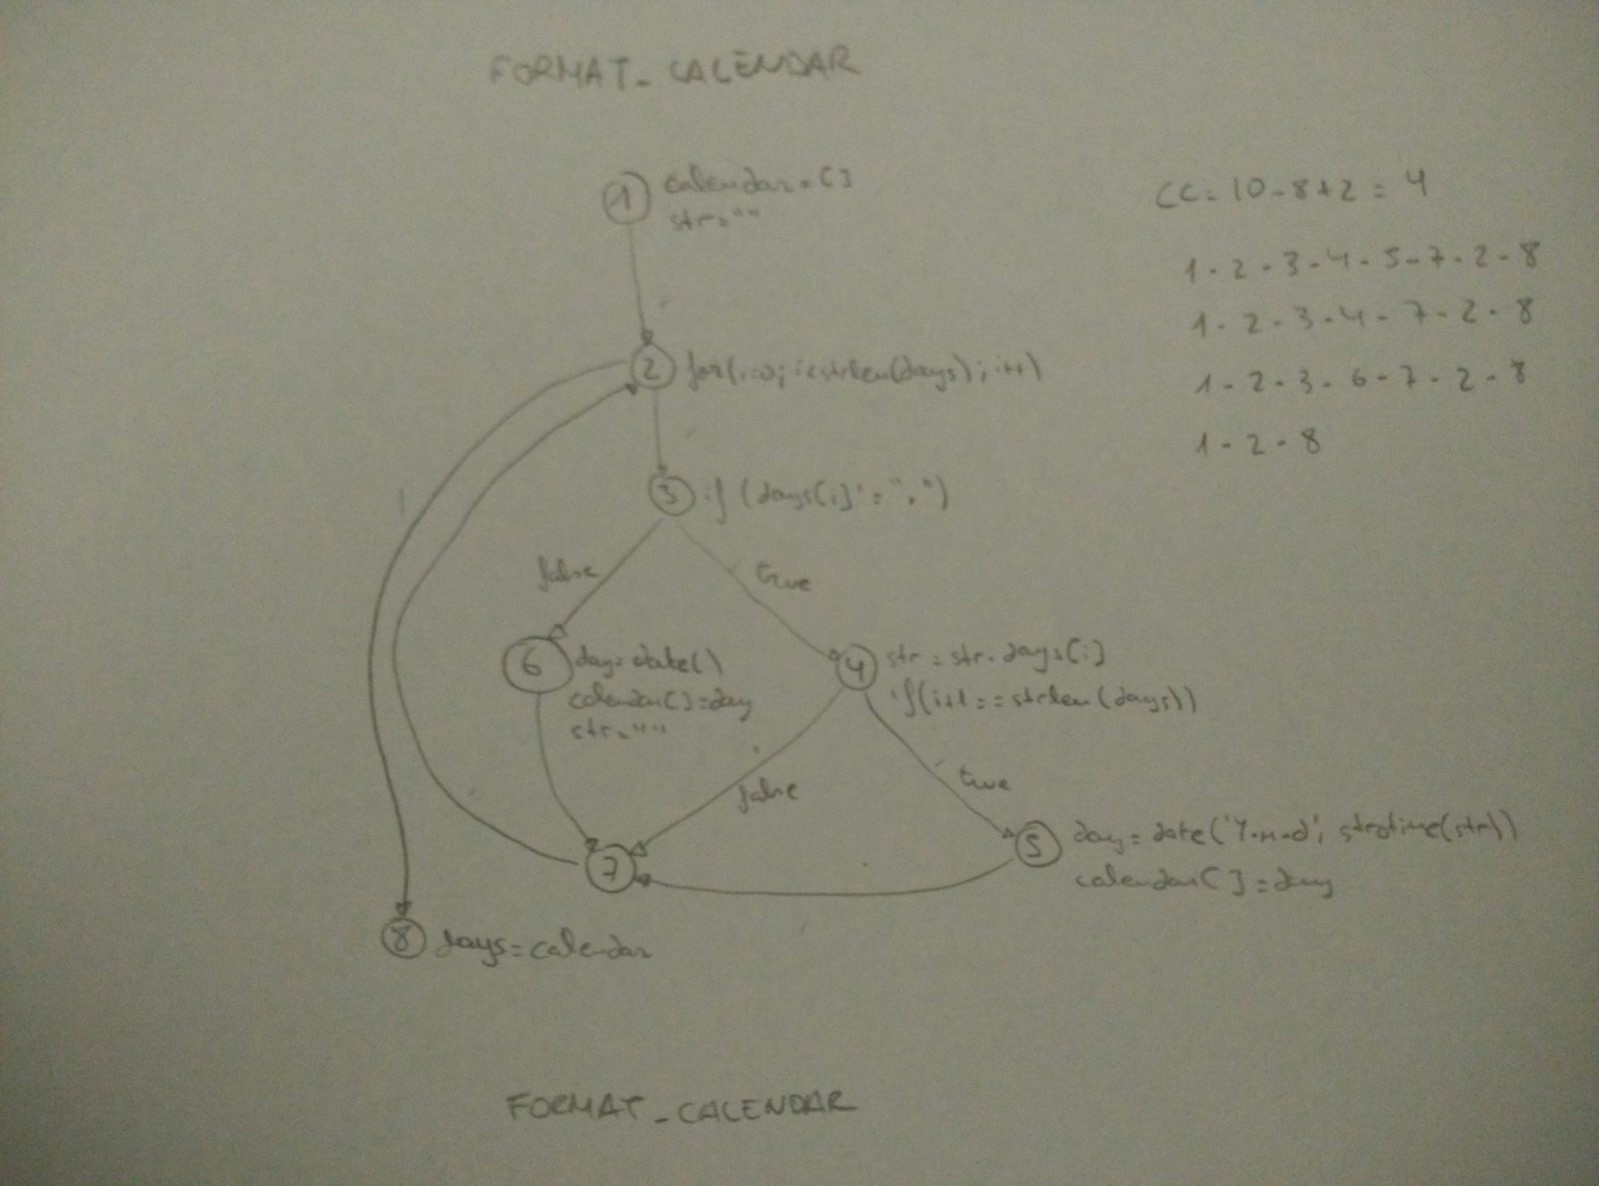 FORMAT_CALENDAR
1 calendar = []
str = ""
CC = 10 - 8 + 2 = 4
1 - 2 - 3 - 4 - 5 - 7 - 2 - 8
1 - 2 - 3 - 4 - 7 - 2 - 8
1 - 2 - 3 - 6 - 7 - 2 - 8
1 - 2 - 8
2 for(i=0; i<strlen(days); i++)
3 if (days[i] != ",")
false
true
6 day = date()
calendar[] = day
str = ""
4 str = str . days[i]
if(i+1 == strlen(days))
false
true
7
5 day = date('Y-m-d', strotime(str))
calendar[] = day
8 days = calendar
FORMAT_CALENDAR